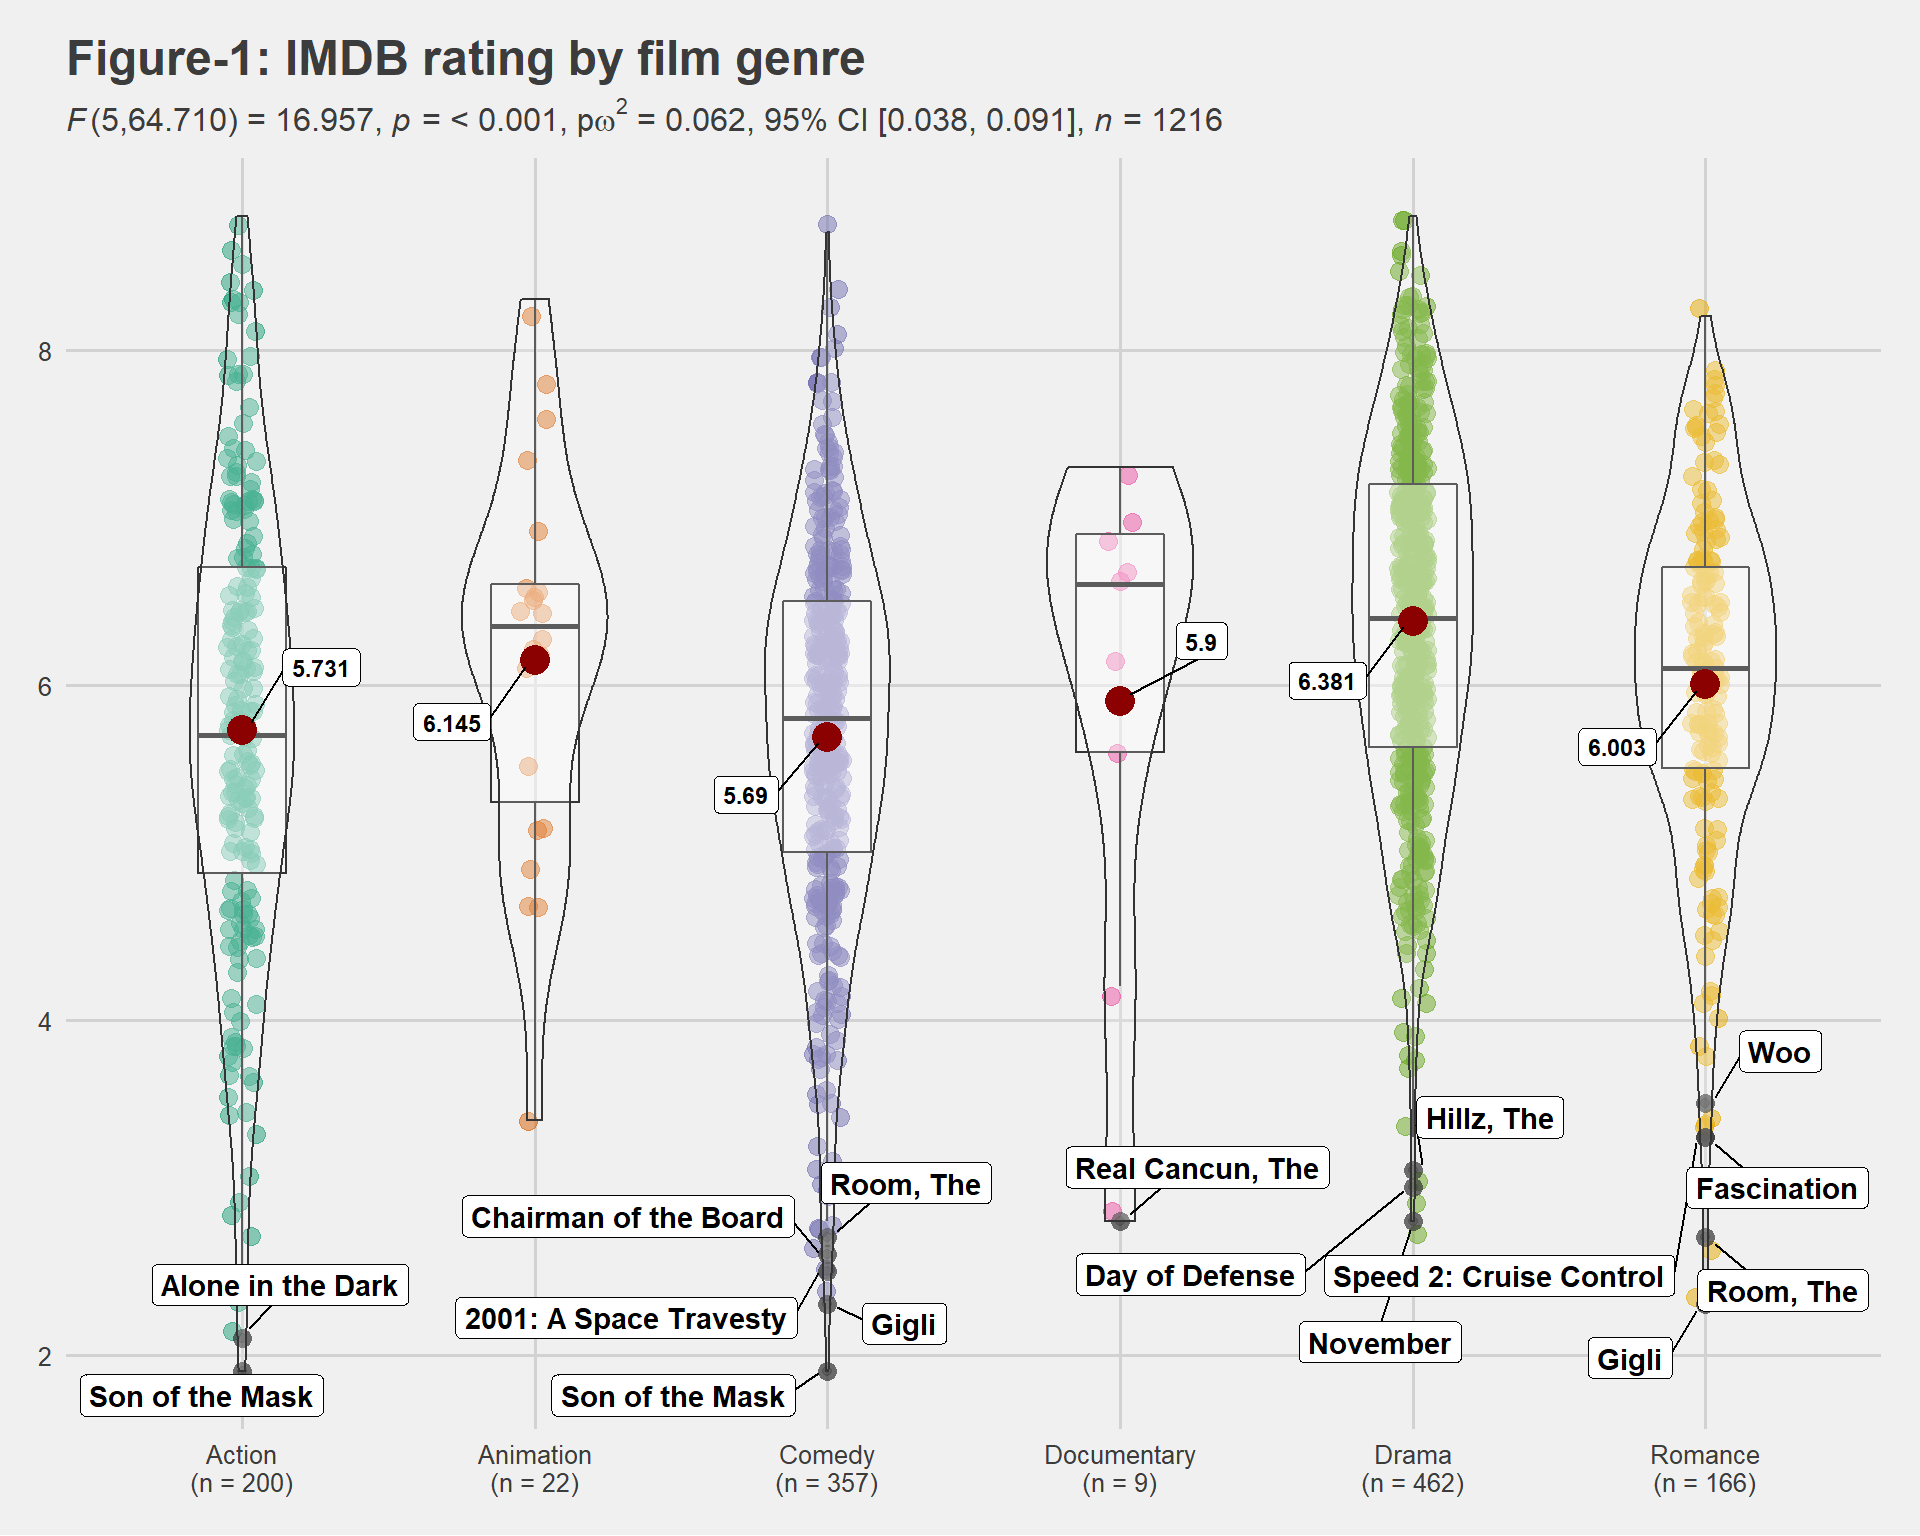 Figure-1: IMDB rating by film genre
F(5,64.710) = 16.957, p = < 0.001, pω² = 0.062, 95% CI [0.038, 0.091], n = 1216
8
6
4
2
5.731
6.145
5.69
5.9
6.381
6.003
Woo
Hillz, The
Real Cancun, The
Room, The
Fascination
Chairman of the Board
Alone in the Dark
Day of Defense
Speed 2: Cruise Control
Room, The
2001: A Space Travesty
Gigli
November
Gigli
Son of the Mask
Son of the Mask
Action
(n = 200)
Animation
(n = 22)
Comedy
(n = 357)
Documentary
(n = 9)
Drama
(n = 462)
Romance
(n = 166)